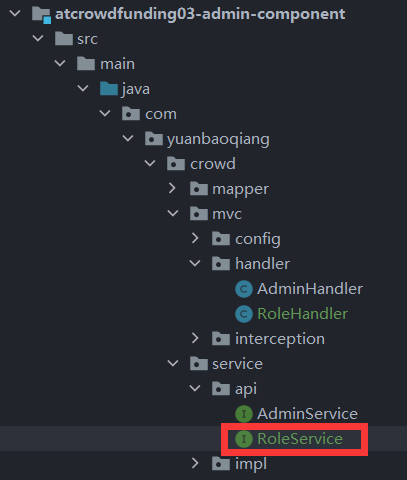 atcrowdfunding03-admin-component
src
main
java
com
yuanbaoqiang
crowd
mapper
mvc
config
handler
AdminHandler
RoleHandler
interception
service
api
AdminService
RoleService
impl